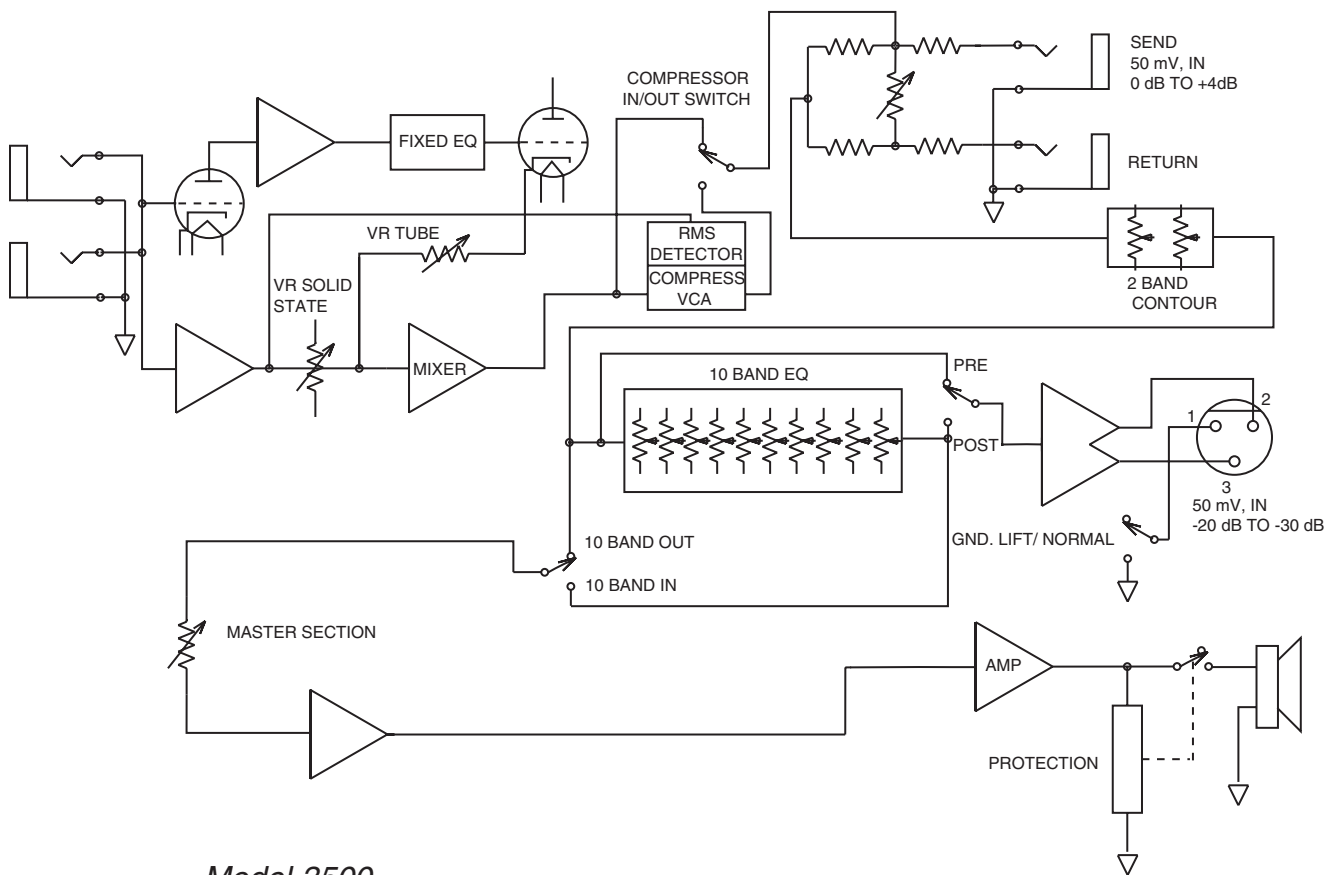 COMPRESSOR
IN/OUT SWITCH
SEND
50 mV, IN
0 dB TO +4dB
FIXED EQ
RETURN
VR TUBE
RMS
DETECTOR
COMPRESS
VCA
VR SOLID
STATE
2 BAND
CONTOUR
MIXER
10 BAND EQ
PRE
POST
1
2
3
50 mV, IN
-20 dB TO -30 dB
GND. LIFT/ NORMAL
10 BAND OUT
10 BAND IN
MASTER SECTION
AMP
PROTECTION